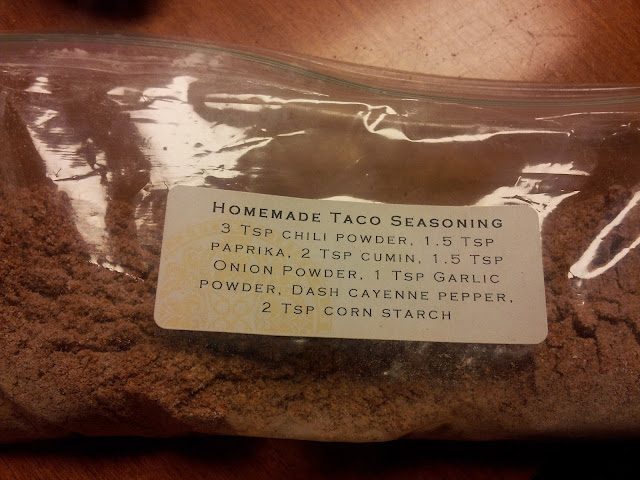 Homemade Taco Seasoning
3 Tsp chili powder, 1.5 Tsp
paprika, 2 Tsp cumin, 1.5 Tsp
Onion Powder, 1 Tsp Garlic
powder, Dash cayenne pepper,
2 Tsp corn starch